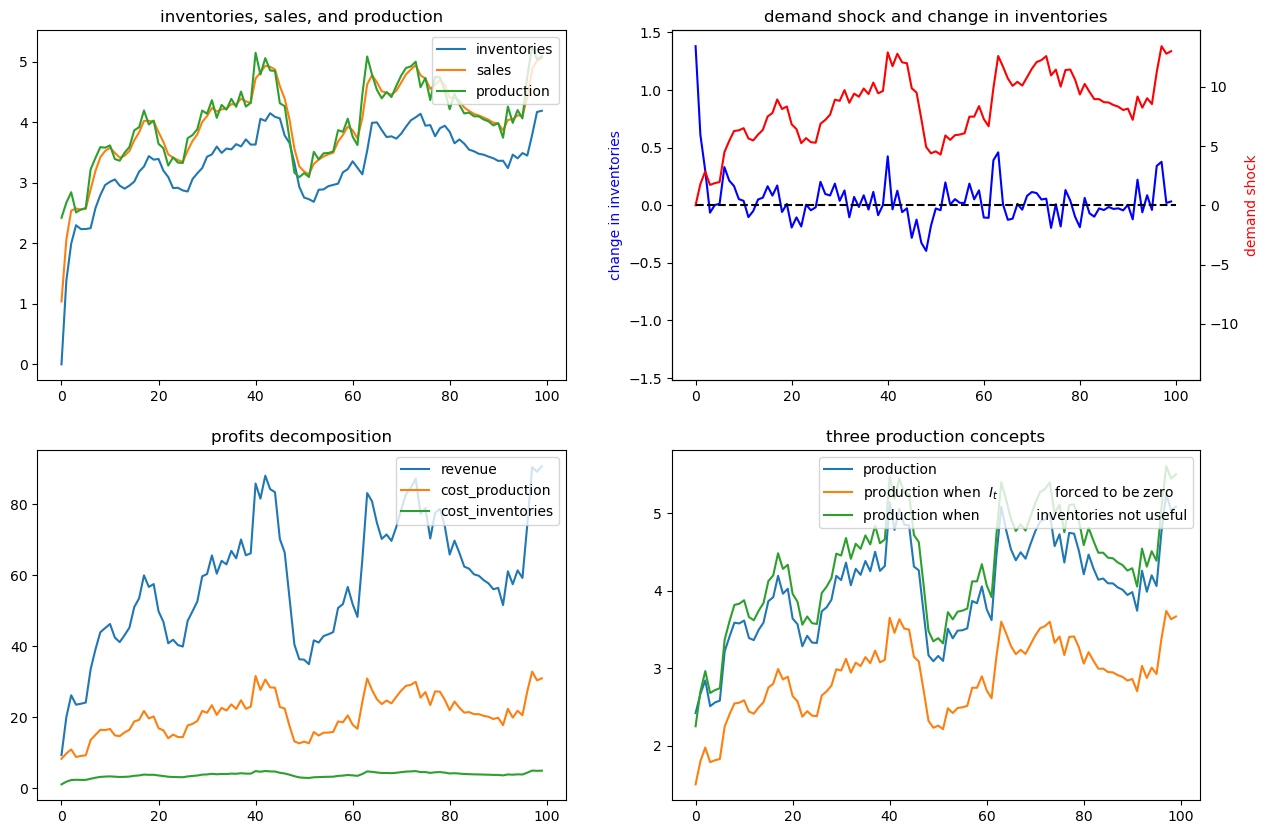 inventories, sales, and production
inventories
sales
production
5
4
3
2
1
0
0 20 40 60 80 100
demand shock and change in inventories
change in inventories
1.5
1.0
0.5
0.0
−0.5
−1.0
−1.5
10
5
0
−5
−10
demand shock
0 20 40 60 80 100
profits decomposition
revenue
cost_production
cost_inventories
80
60
40
20
0
0 20 40 60 80 100
three production concepts
production
production when I_t forced to be zero
production when inventories not useful
5
4
3
2
0 20 40 60 80 100